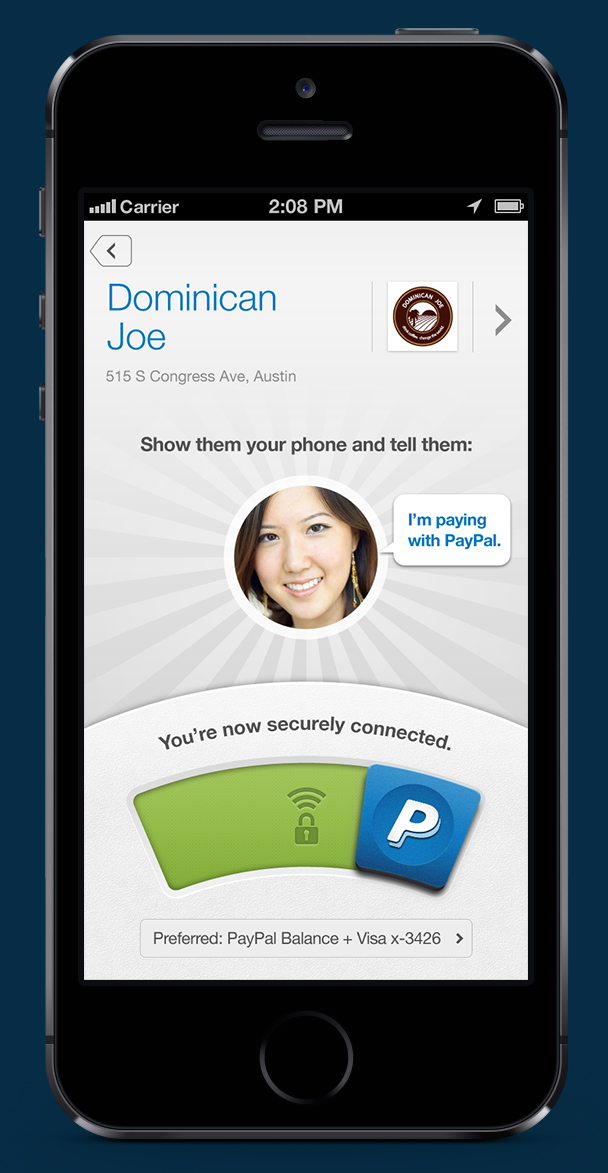 Carrier 2:08 PM
Dominican
Joe
DOMINICAN JOE
515 S Congress Ave, Austin
Show them your phone and tell them:
I'm paying
with PayPal.
You're now securely connected.
P
Preferred: PayPal Balance + Visa x-3426